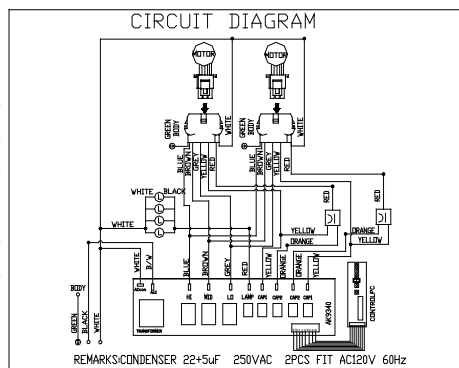 CIRCUIT DIAGRAM
MOTOR
MOTOR
GREEN
BODY
WHITE
GREEN
BODY
WHITE
BLUE
BROWN
GREY
YELLOW
RED
BLUE
BROWN
GREY
YELLOW
RED
WHITE
BLACK
L
L
L
L
WHITE
RED
RED
YELLOW
ORANGE
ORANGE
YELLOW
WHITE
B/W
BLUE
BROWN
GREY
RED
YELLOW
ORANGE
ORANGE
YELLOW
BODY
GREEN
BLACK
WHITE
HI
MID
LO
LAMP
CAP1
CAP2
CAP2
CAP1
TRANSFORMER
AK9340
CONTROLPC
REMARKS:CONDENSER 22+5uF 250VAC 2PCS FIT AC120V 60Hz